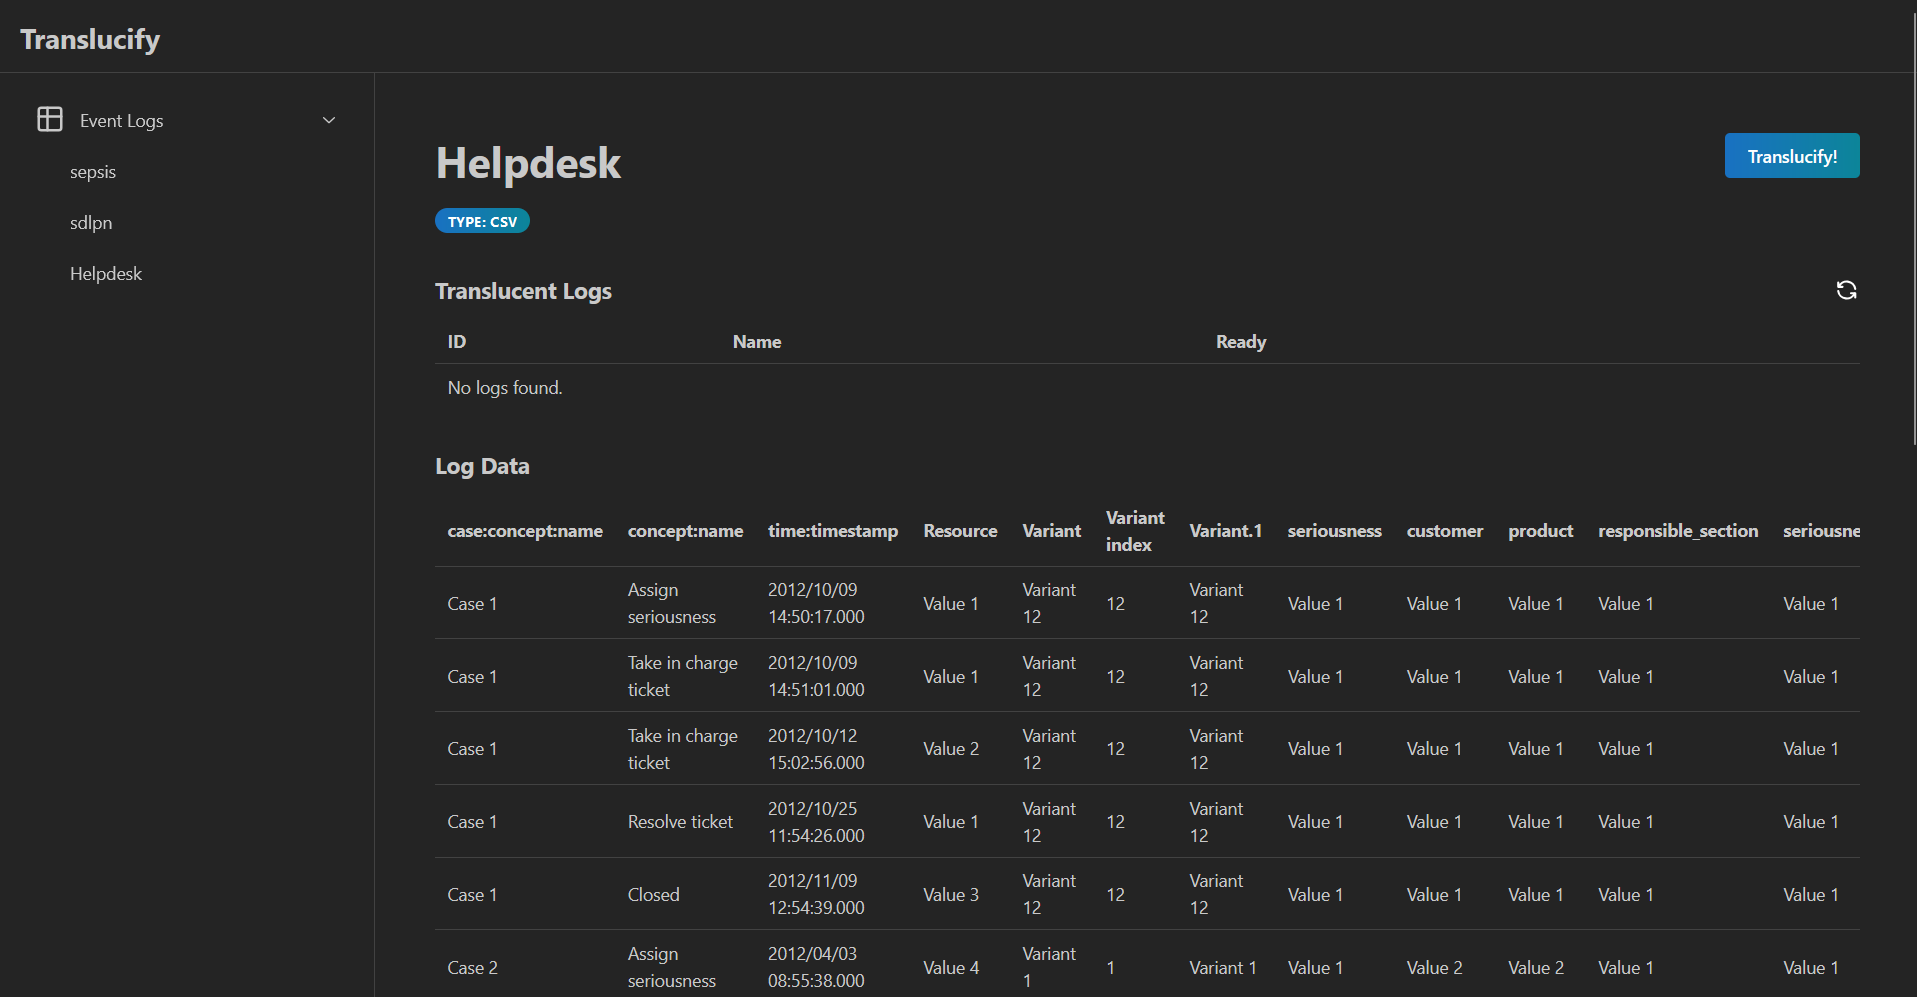 Translucify
Event Logs
sepsis
sdlpn
Helpdesk
Helpdesk
Translucify!
TYPE: CSV
Translucent Logs
ID Name Ready
No logs found.
Log Data
case:concept:name concept:name time:timestamp Resource Variant Variant index Variant.1 seriousness customer product responsible_section seriousne
Case 1 Assign seriousness 2012/10/09 14:50:17.000 Value 1 Variant 12 12 Variant 12 Value 1 Value 1 Value 1 Value 1 Value 1
Case 1 Take in charge ticket 2012/10/09 14:51:01.000 Value 1 Variant 12 12 Variant 12 Value 1 Value 1 Value 1 Value 1 Value 1
Case 1 Take in charge ticket 2012/10/12 15:02:56.000 Value 2 Variant 12 12 Variant 12 Value 1 Value 1 Value 1 Value 1 Value 1
Case 1 Resolve ticket 2012/10/25 11:54:26.000 Value 1 Variant 12 12 Variant 12 Value 1 Value 1 Value 1 Value 1 Value 1
Case 1 Closed 2012/11/09 12:54:39.000 Value 3 Variant 12 12 Variant 12 Value 1 Value 1 Value 1 Value 1 Value 1
Case 2 Assign seriousness 2012/04/03 08:55:38.000 Value 4 Variant 1 1 Variant 1 Value 1 Value 2 Value 2 Value 1 Value 1